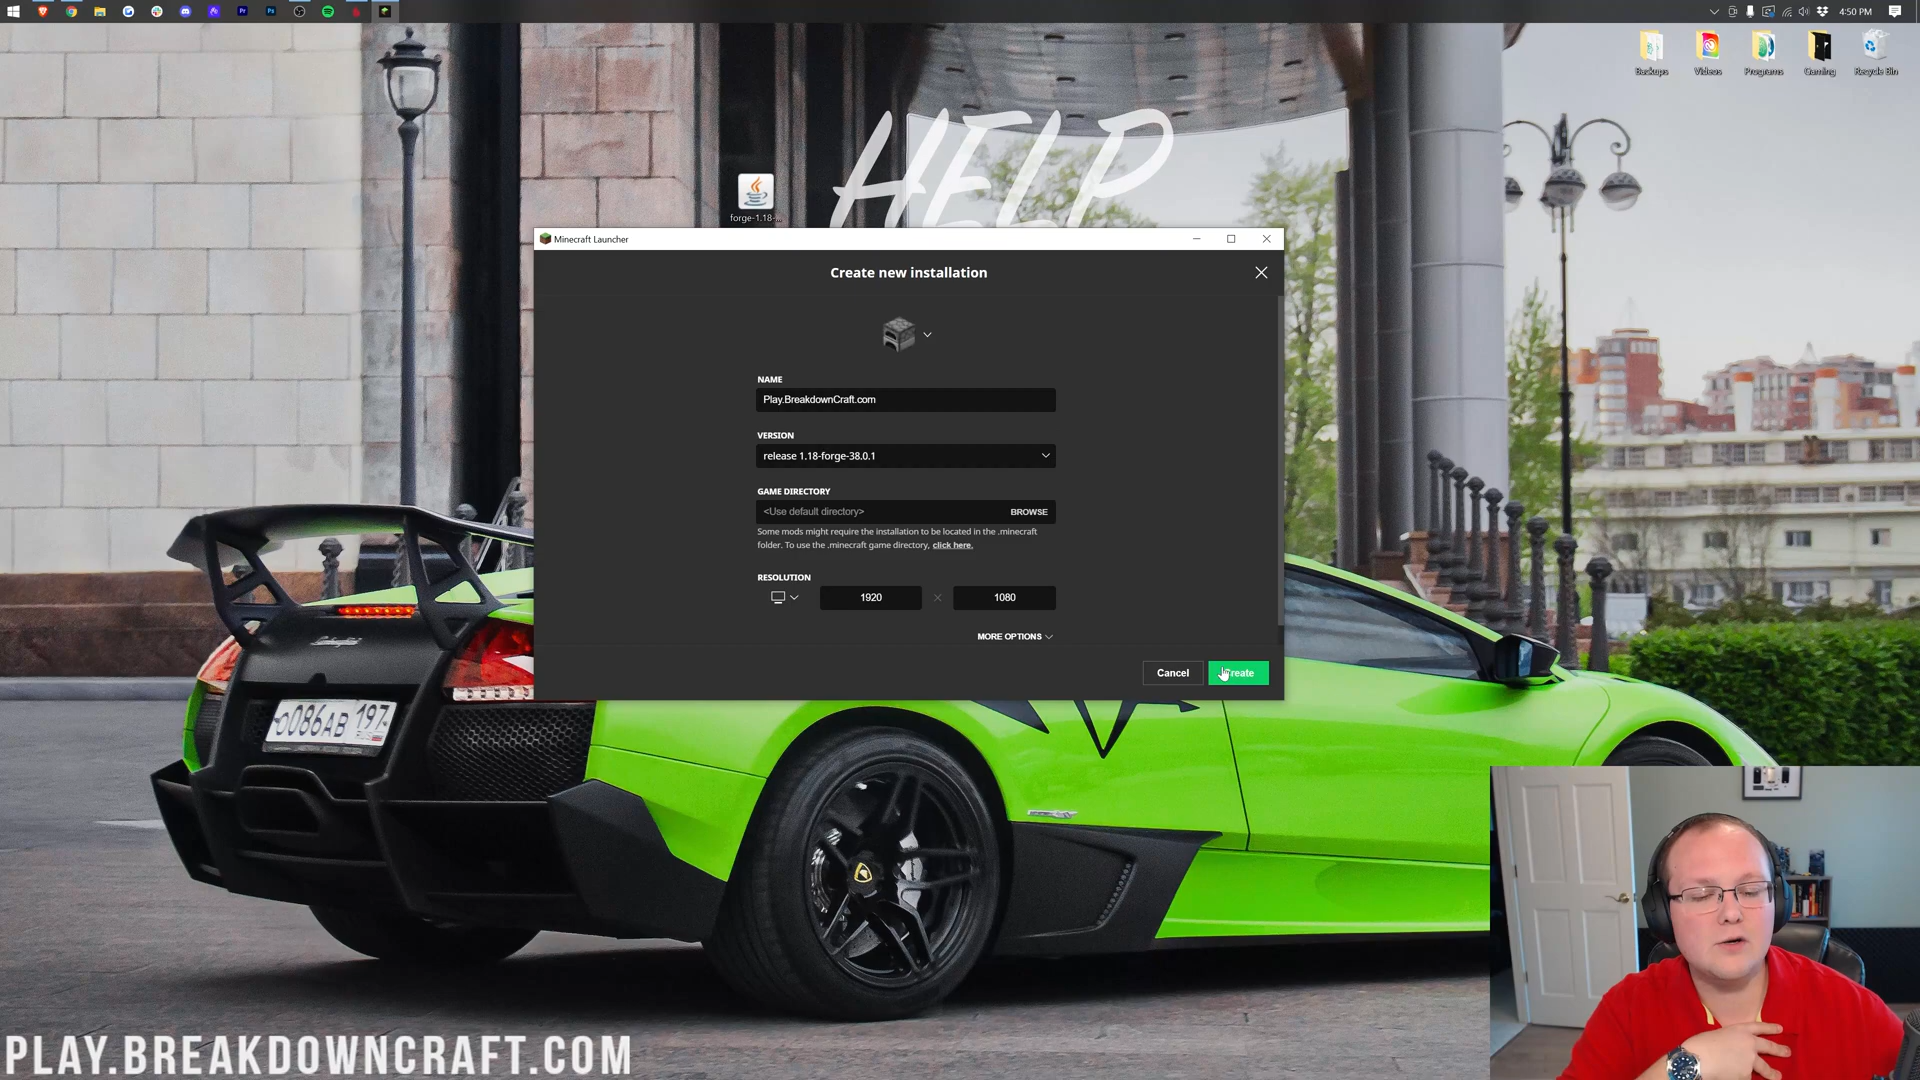 4:50 PM
Backups
Videos
Programs
Gaming
Recycle Bin
HELP
forge-1.18-...
Minecraft Launcher
Create new installation
NAME
Play.BreakdownCraft.com
VERSION
release 1.18-forge-38.0.1
GAME DIRECTORY
<Use default directory>
BROWSE
Some mods might require the installation to be located in the .minecraft
folder. To use the .minecraft game directory, click here.
RESOLUTION
1920
1080
MORE OPTIONS
Cancel
Create
О086АВ 197
PLAY.BREAKDOWNCRAFT.COM